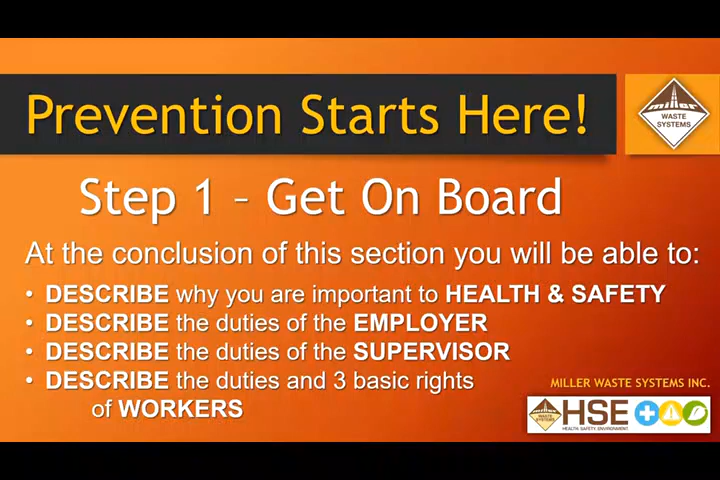 Prevention Starts Here!
miller
WASTE
SYSTEMS
Step 1 – Get On Board
At the conclusion of this section you will be able to:
• DESCRIBE why you are important to HEALTH & SAFETY
• DESCRIBE the duties of the EMPLOYER
• DESCRIBE the duties of the SUPERVISOR
• DESCRIBE the duties and 3 basic rights
of WORKERS
MILLER WASTE SYSTEMS INC.
miller
WASTE
SYSTEMS
HSE
HEALTH SAFETY ENVIRONMENT